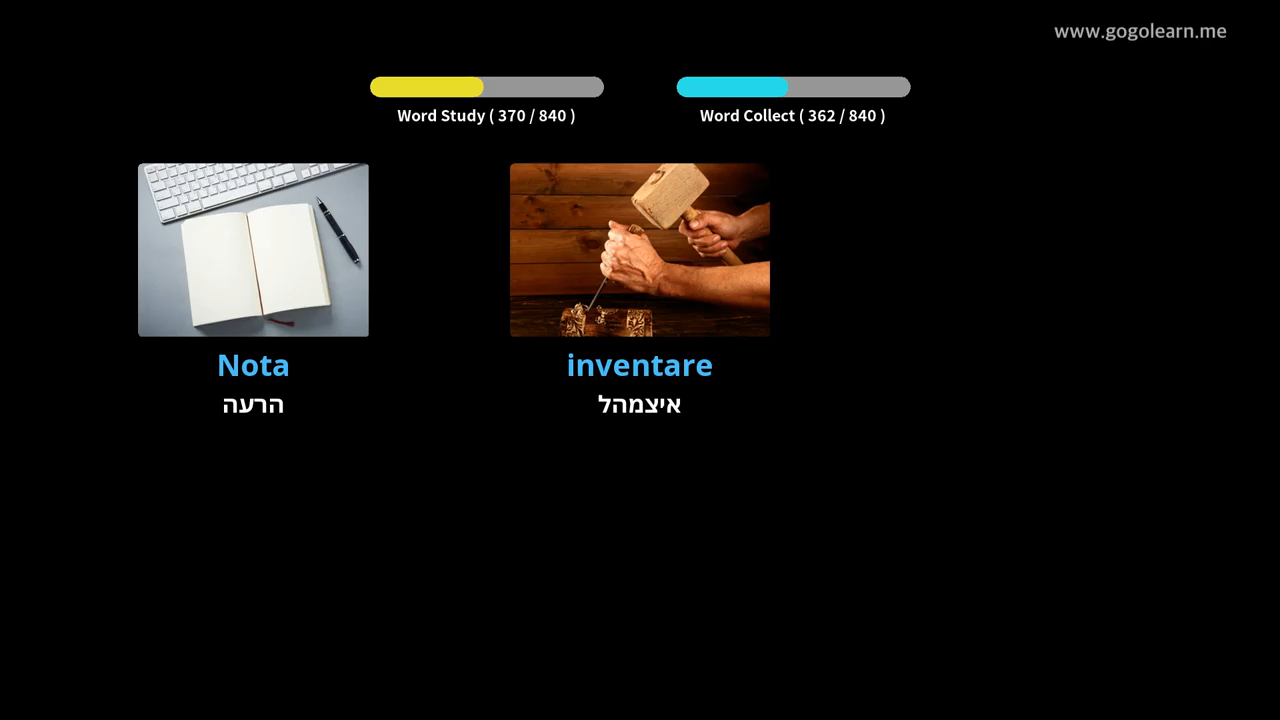 www.gogolearn.me
Word Study ( 370 / 840 )
Word Collect ( 362 / 840 )
Nota
הרעה
inventare
איצמהל